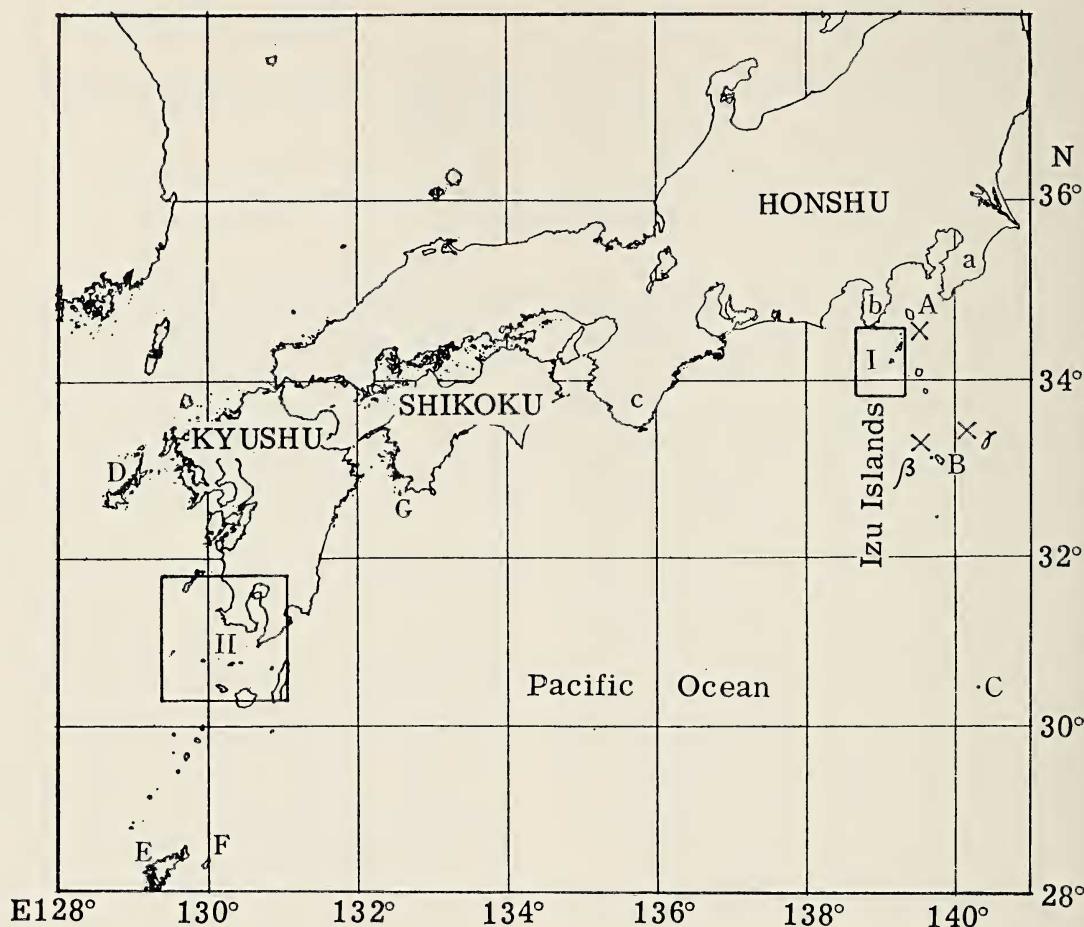 N
36°
HONSHU
a
A
b
I
34°
c
SHIKOKU
KYUSHU
Izu Islands
γ
β
B
D
G
32°
II
Pacific Ocean
C
30°
E
F
28°
E128°
130°
132°
134°
136°
138°
140°